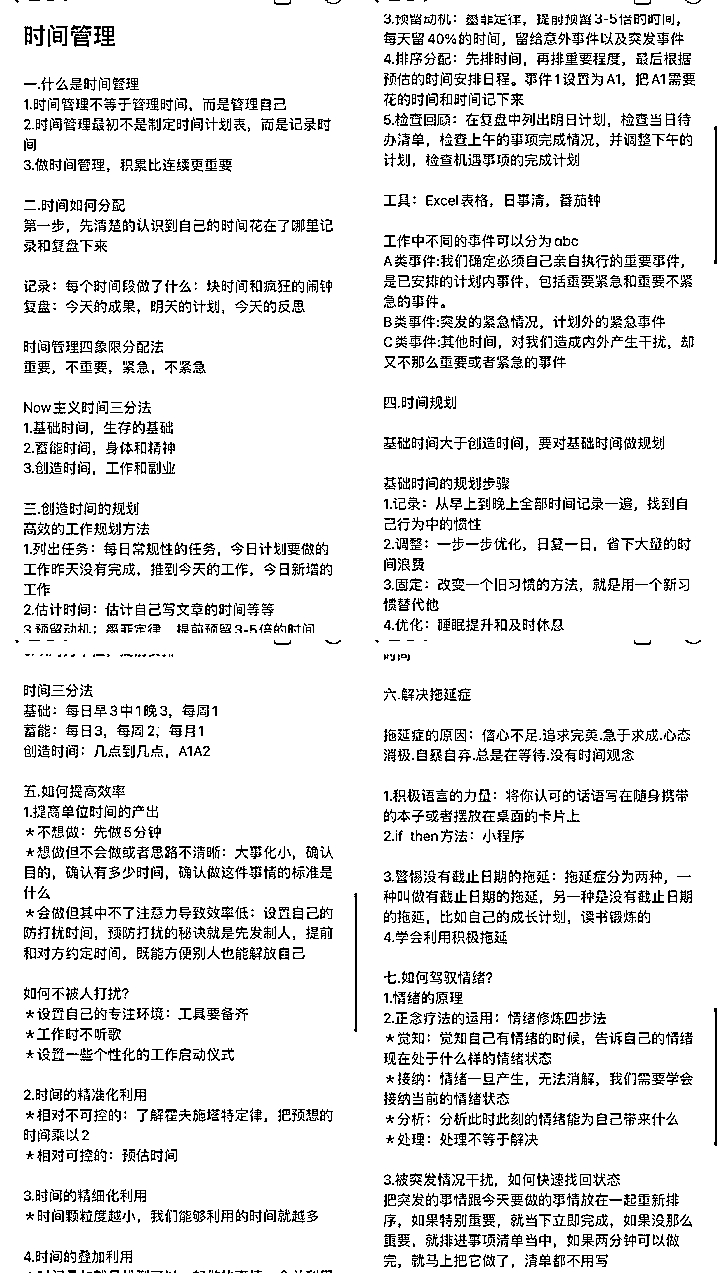 时间管理
一.什么是时间管理
1.时间管理不等于管理时间，而是管理自己
2.时间管理最初不是制定时间计划表，而是记录时
间
3.做时间管理，积累比连续更重要
二.时间如何分配
第一步，先清楚的认识到自己的时间花在了哪里记
录和复盘下来
记录：每个时间段做了什么：块时间和疯狂的闹钟
复盘：今天的成果，明天的计划，今天的反思
时间管理四象限分配法
重要，不重要，紧急，不紧急
Now主义时间三分法
1.基础时间，生存的基础
2.蓄能时间，身体和精神
3.创造时间，工作和副业
三.创造时间的规划
高效的工作规划方法
1.列出任务：每日常规性的任务，今日计划要做的
工作昨天没有完成，推到今天的工作，今日新增的
工作
2.估计时间：估计自己写文章的时间等等
3.预留动机：墨菲定律，提前预留3-5倍的时间
3.预留动机：墨菲定律，提前预留3-5倍的时间，
每天留40%的时间，留给意外事件以及突发事件
4.排序分配：先排时间，再排重要程度，最后根据
预估的时间安排日程。事件1设置为A1，把A1需要
花的时间和时间记下来
5.检查回顾：在复盘中列出明日计划，检查当日待
办清单，检查上午的事项完成情况，并调整下午的
计划，检查机遇事项的完成计划
工具：Excel表格，日事清，番茄钟
工作中不同的事件可以分为abc
A类事件:我们确定必须自己亲自执行的重要事件，
是已安排的计划内事件，包括重要紧急和重要不紧
急的事件。
B类事件:突发的紧急情况，计划外的紧急事件
C类事件:其他时间，对我们造成内外产生干扰，却
又不那么重要或者紧急的事件
四.时间规划
基础时间大于创造时间，要对基础时间做规划
基础时间的规划步骤
1.记录：从早上到晚上全部时间记录一遍，找到自
己行为中的惯性
2.调整：一步一步优化，日复一日，省下大量的时
间浪费
3.固定：改变一个旧习惯的方法，就是用一个新习
惯替代他
4.优化：睡眠提升和及时休息
时间三分法
基础：每日早3中1晚3，每周1
蓄能：每日3，每周2，每月1
创造时间：几点到几点，A1A2
五.如何提高效率
1.提高单位时间的产出
*不想做：先做5分钟
*想做但不会做或者思路不清晰：大事化小，确认
目的，确认有多少时间，确认做这件事情的标准是
什么
*会做但其中不了注意力导致效率低：设置自己的
防打扰时间，预防打扰的秘诀就是先发制人，提前
和对方约定时间，既能方便别人也能解放自己
如何不被人打扰？
*设置自己的专注环境：工具要备齐
*工作时不听歌
*设置一些个性化的工作启动仪式
2.时间的精准化利用
*相对不可控的：了解霍夫施塔特定律，把预想的
时间乘以2
*相对可控的：预估时间
3.时间的精细化利用
*时间颗粒度越小，我们能够利用的时间就越多
4.时间的叠加利用
时间
六.解决拖延症
拖延症的原因：信心不足.追求完美.急于求成.心态
消极.自暴自弃.总是在等待.没有时间观念
1.积极语言的力量：将你认可的话语写在随身携带
的本子或者摆放在桌面的卡片上
2.if then方法：小程序
3.警惕没有截止日期的拖延：拖延症分为两种，一
种叫做有截止日期的拖延，另一种是没有截止日期
的拖延，比如自己的成长计划，读书锻炼的
4.学会利用积极拖延
七.如何驾驭情绪？
1.情绪的原理
2.正念疗法的运用：情绪修炼四步法
*觉知：觉知自己有情绪的时候，告诉自己的情绪
现在处于什么样的情绪状态
*接纳：情绪一旦产生，无法消解，我们需要学会
接纳当前的情绪状态
*分析：分析此时此刻的情绪能为自己带来什么
*处理：处理不等于解决
3.被突发情况干扰，如何快速找回状态
把突发的事情跟今天要做的事情放在一起重新排
序，如果特别重要，就当下立即完成，如果没那么
重要，就排进事项清单当中，如果两分钟可以做
完，就马上把它做了，清单都不用写